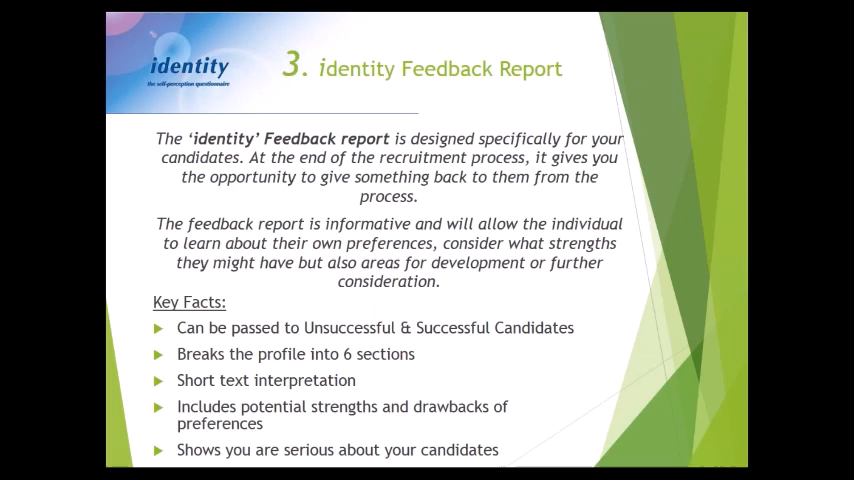 identity
the self-perception questionnaire
3. identity Feedback Report
The ‘identity’ Feedback report is designed specifically for your
candidates. At the end of the recruitment process, it gives you
the opportunity to give something back to them from the
process.
The feedback report is informative and will allow the individual
to learn about their own preferences, consider what strengths
they might have but also areas for development or further
consideration.
Key Facts:
Can be passed to Unsuccessful & Successful Candidates
Breaks the profile into 6 sections
Short text interpretation
Includes potential strengths and drawbacks of
preferences
Shows you are serious about your candidates